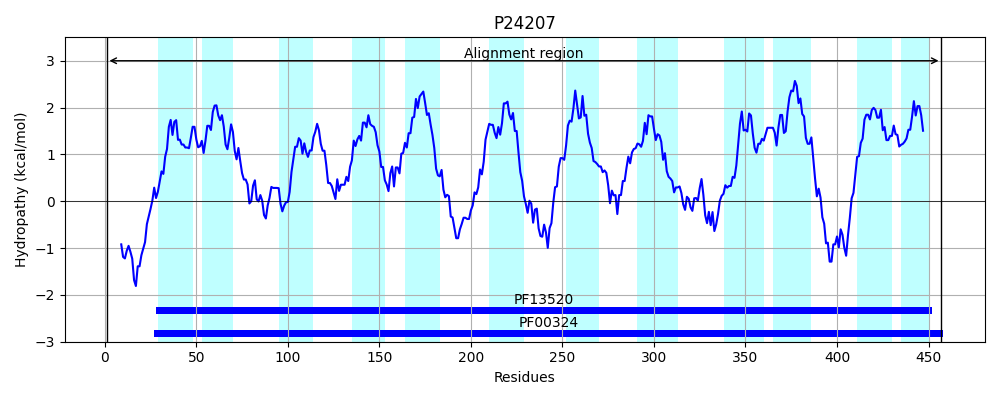 P24207
Alignment region
3
2
1
0
−1
−2
−3
Hydropathy (kcal/mol)
PF13520
PF00324
0 50 100 150 200 250 300 350 400 450
Residues